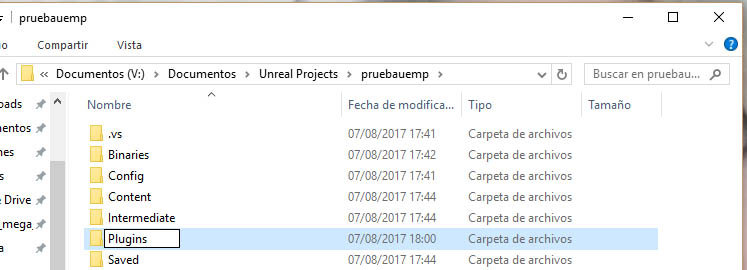 pruebauemp
io Compartir Vista
« Documentos (V:) > Documentos > Unreal Projects > pruebauemp
Buscar en pruebau...
Nombre Fecha de modifica... Tipo Tamaño
oads
.vs 07/08/2017 17:41 Carpeta de archivos
mentos
Binaries 07/08/2017 17:42 Carpeta de archivos
nes
Config 07/08/2017 17:41 Carpeta de archivos
Content 07/08/2017 17:44 Carpeta de archivos
e Drive
Intermediate 07/08/2017 17:44 Carpeta de archivos
_mega_
Plugins 07/08/2017 18:00 Carpeta de archivos
a
Saved 07/08/2017 17:44 Carpeta de archivos